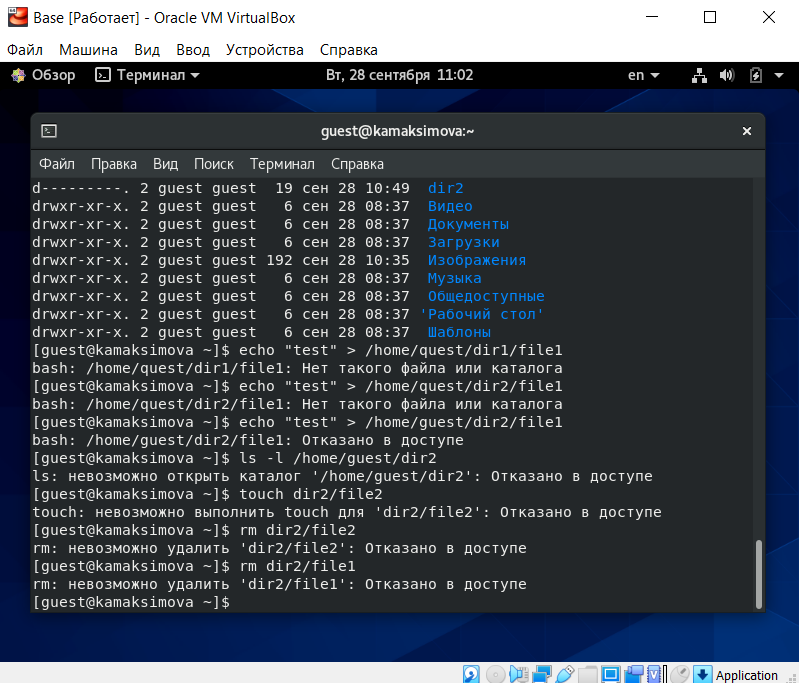 Base [Работает] - Oracle VM VirtualBox
Файл Машина Вид Ввод Устройства Справка
Обзор Терминал Вт, 28 сентября 11:02 en
guest@kamaksimova:~
Файл Правка Вид Поиск Терминал Справка
d---------. 2 guest guest  19 сен 28 10:49  dir2
drwxr-xr-x. 2 guest guest   6 сен 28 08:37  Видео
drwxr-xr-x. 2 guest guest   6 сен 28 08:37  Документы
drwxr-xr-x. 2 guest guest   6 сен 28 08:37  Загрузки
drwxr-xr-x. 2 guest guest 192 сен 28 10:35  Изображения
drwxr-xr-x. 2 guest guest   6 сен 28 08:37  Музыка
drwxr-xr-x. 2 guest guest   6 сен 28 08:37  Общедоступные
drwxr-xr-x. 2 guest guest   6 сен 28 08:37 'Рабочий стол'
drwxr-xr-x. 2 guest guest   6 сен 28 08:37  Шаблоны
[guest@kamaksimova ~]$ echo "test" > /home/quest/dir1/file1
bash: /home/quest/dir1/file1: Нет такого файла или каталога
[guest@kamaksimova ~]$ echo "test" > /home/quest/dir2/file1
bash: /home/quest/dir2/file1: Нет такого файла или каталога
[guest@kamaksimova ~]$ echo "test" > /home/guest/dir2/file1
bash: /home/guest/dir2/file1: Отказано в доступе
[guest@kamaksimova ~]$ ls -l /home/guest/dir2
ls: невозможно открыть каталог '/home/guest/dir2': Отказано в доступе
[guest@kamaksimova ~]$ touch dir2/file2
touch: невозможно выполнить touch для 'dir2/file2': Отказано в доступе
[guest@kamaksimova ~]$ rm dir2/file2
rm: невозможно удалить 'dir2/file2': Отказано в доступе
[guest@kamaksimova ~]$ rm dir2/file1
rm: невозможно удалить 'dir2/file1': Отказано в доступе
[guest@kamaksimova ~]$
Application